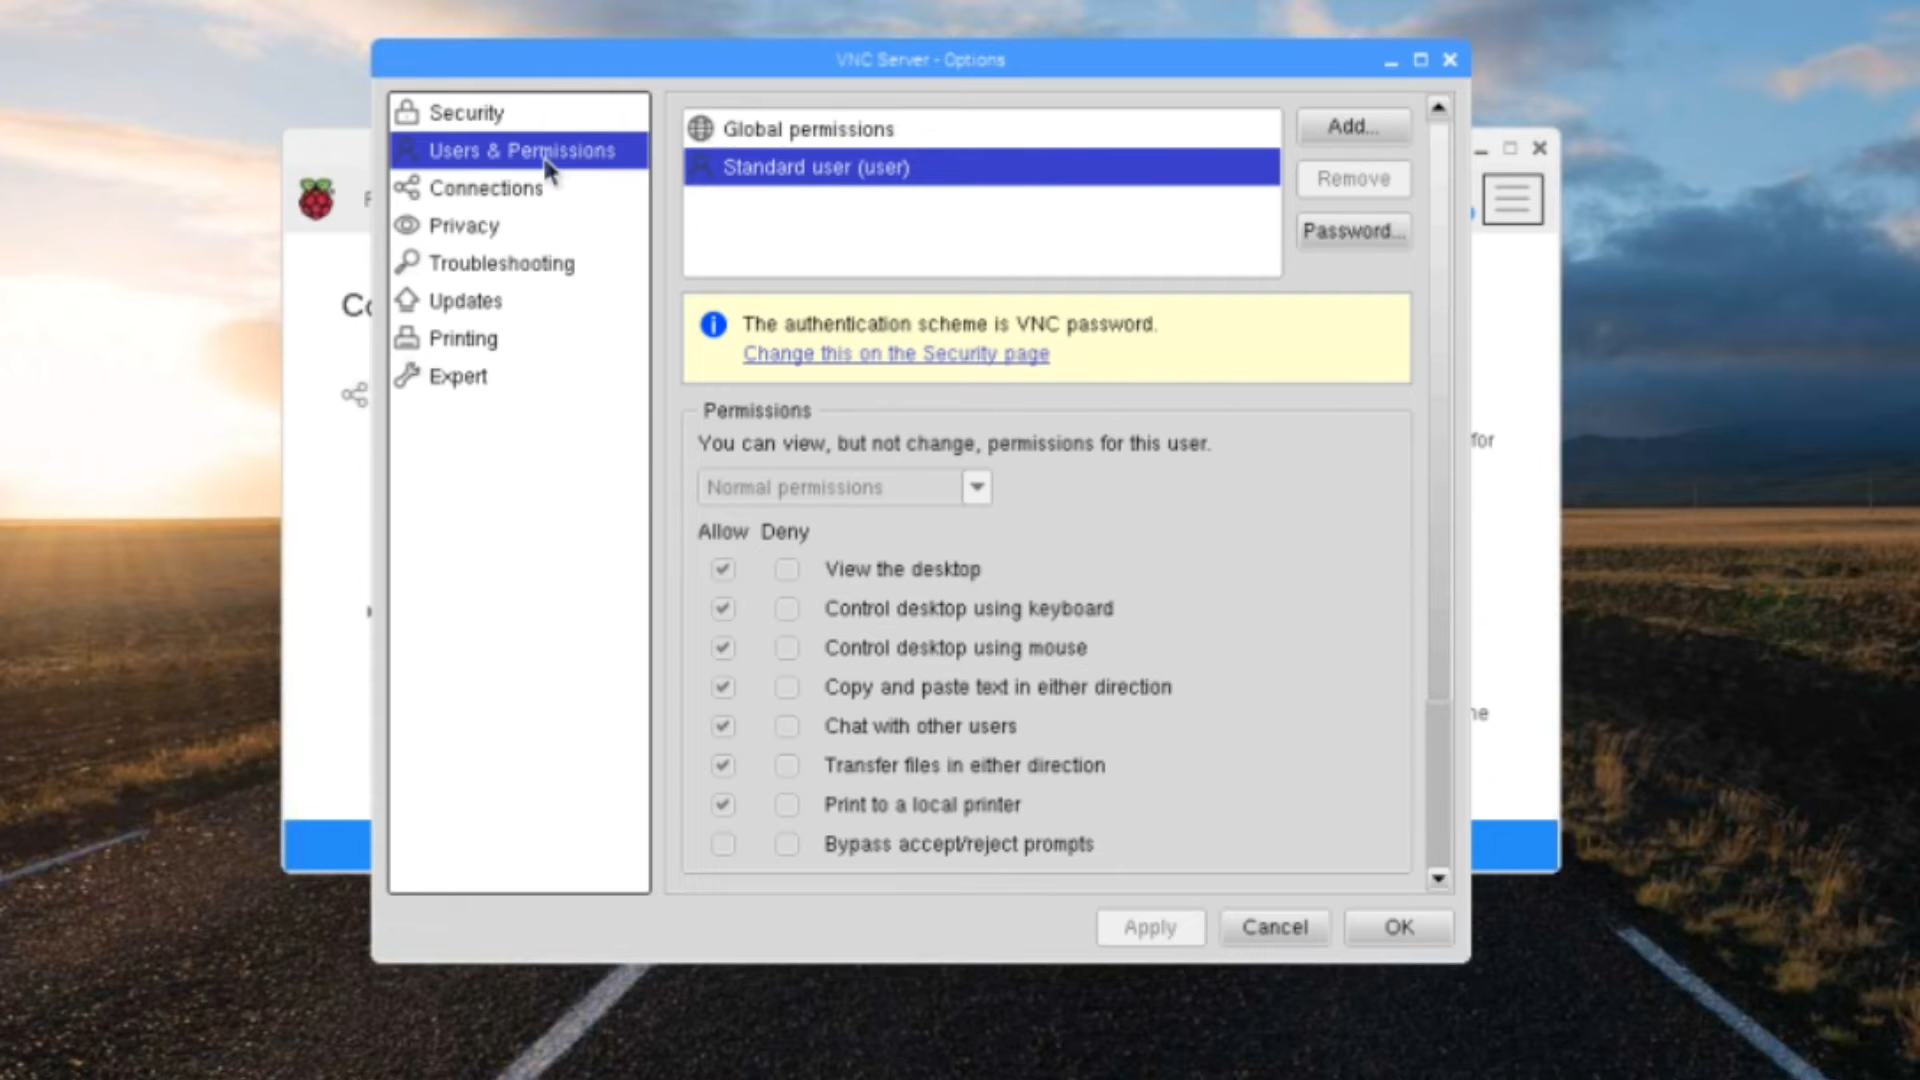 VNC Server - Options
Security
Users & Permissions
Connections
Privacy
Troubleshooting
Updates
Printing
Expert
Global permissions
Standard user (user)
Add...
Remove
Password...
The authentication scheme is VNC password.
Change this on the Security page
Permissions
You can view, but not change, permissions for this user.
Normal permissions
Allow Deny
View the desktop
Control desktop using keyboard
Control desktop using mouse
Copy and paste text in either direction
Chat with other users
Transfer files in either direction
Print to a local printer
Bypass accept/reject prompts
Apply
Cancel
OK
for